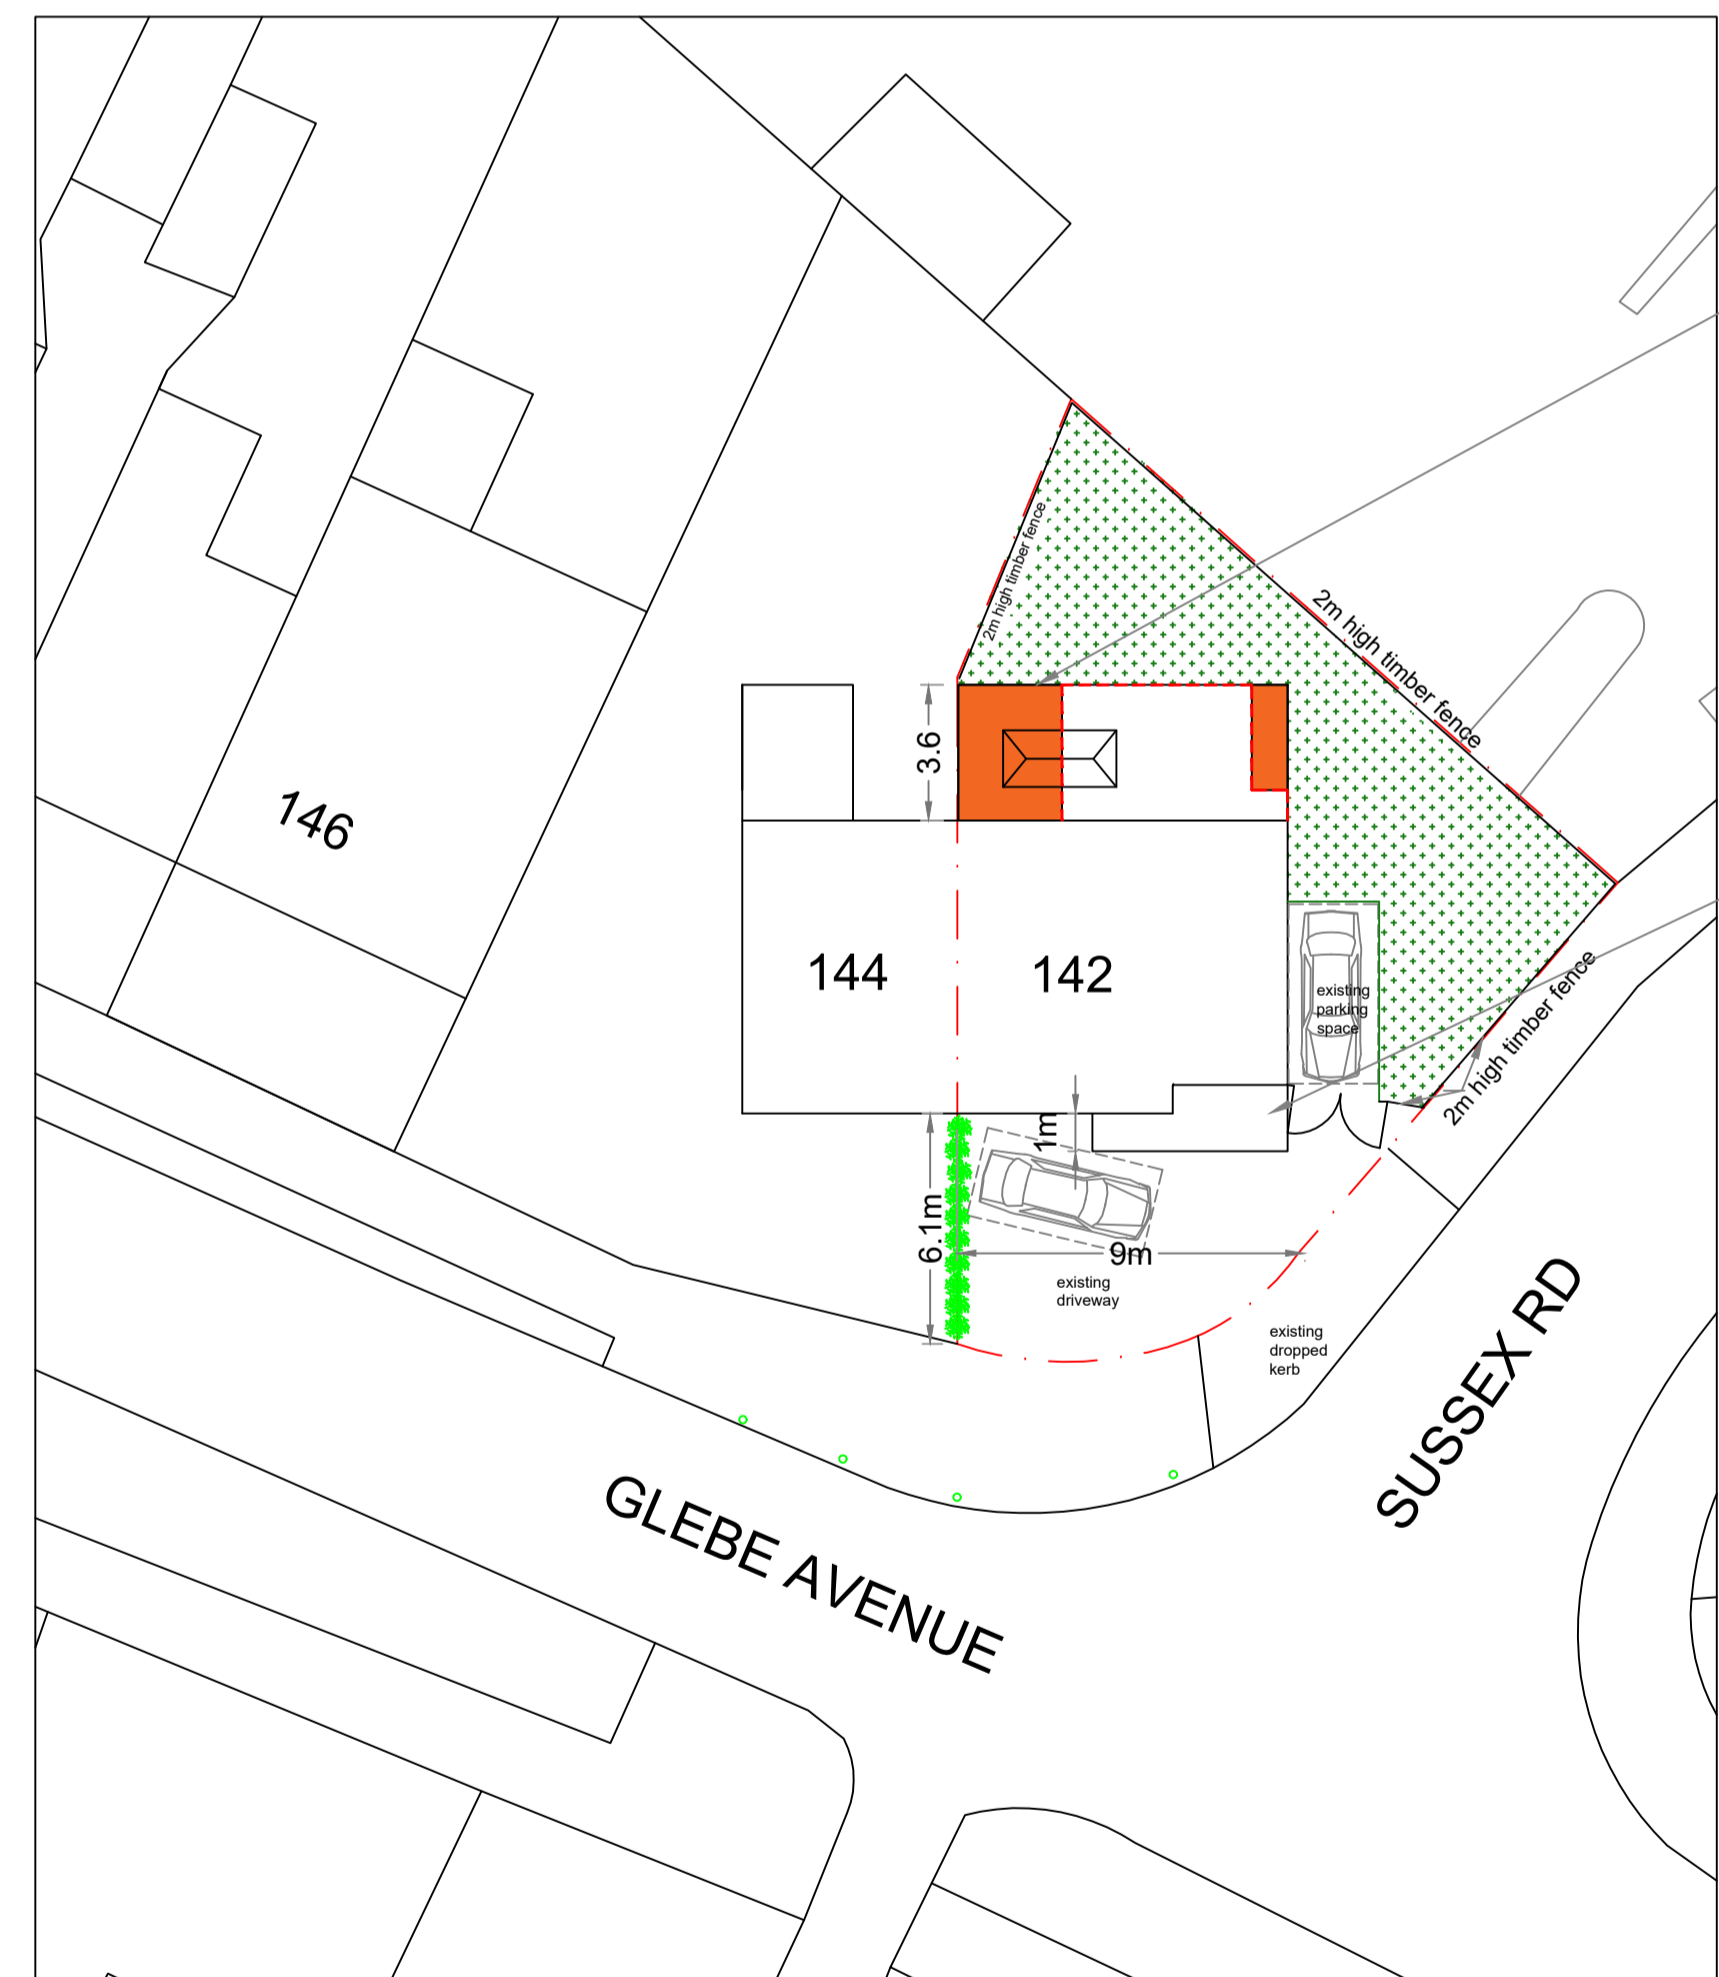 2m high timber fence
2m high timber fence
3.6
146
144
142
existing
parking
space
2m high timber fence
1m
6.1m
9m
existing
driveway
existing
dropped
kerb
SUSSEX RD
GLEBE AVENUE